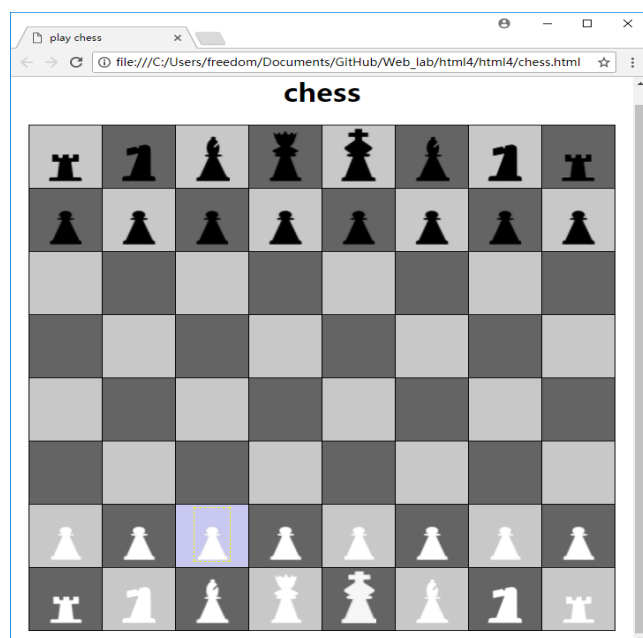 play chess
file:///C:/Users/freedom/Documents/GitHub/Web_lab/html4/html4/chess.html
chess